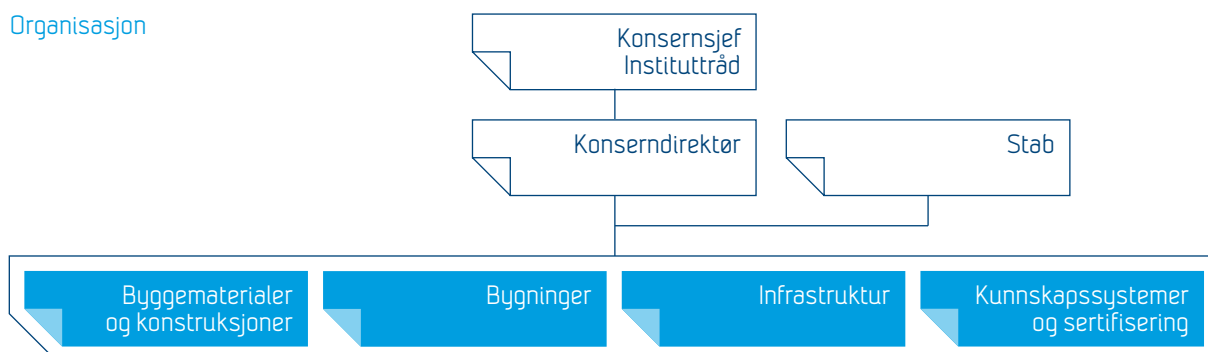 Organisasjon
Konsernsjef
Instituttråd
Konserndirektør
Stab
Byggematerialer
og konstruksjoner
Bygninger
Infrastruktur
Kunnskapssystemer
og sertifisering